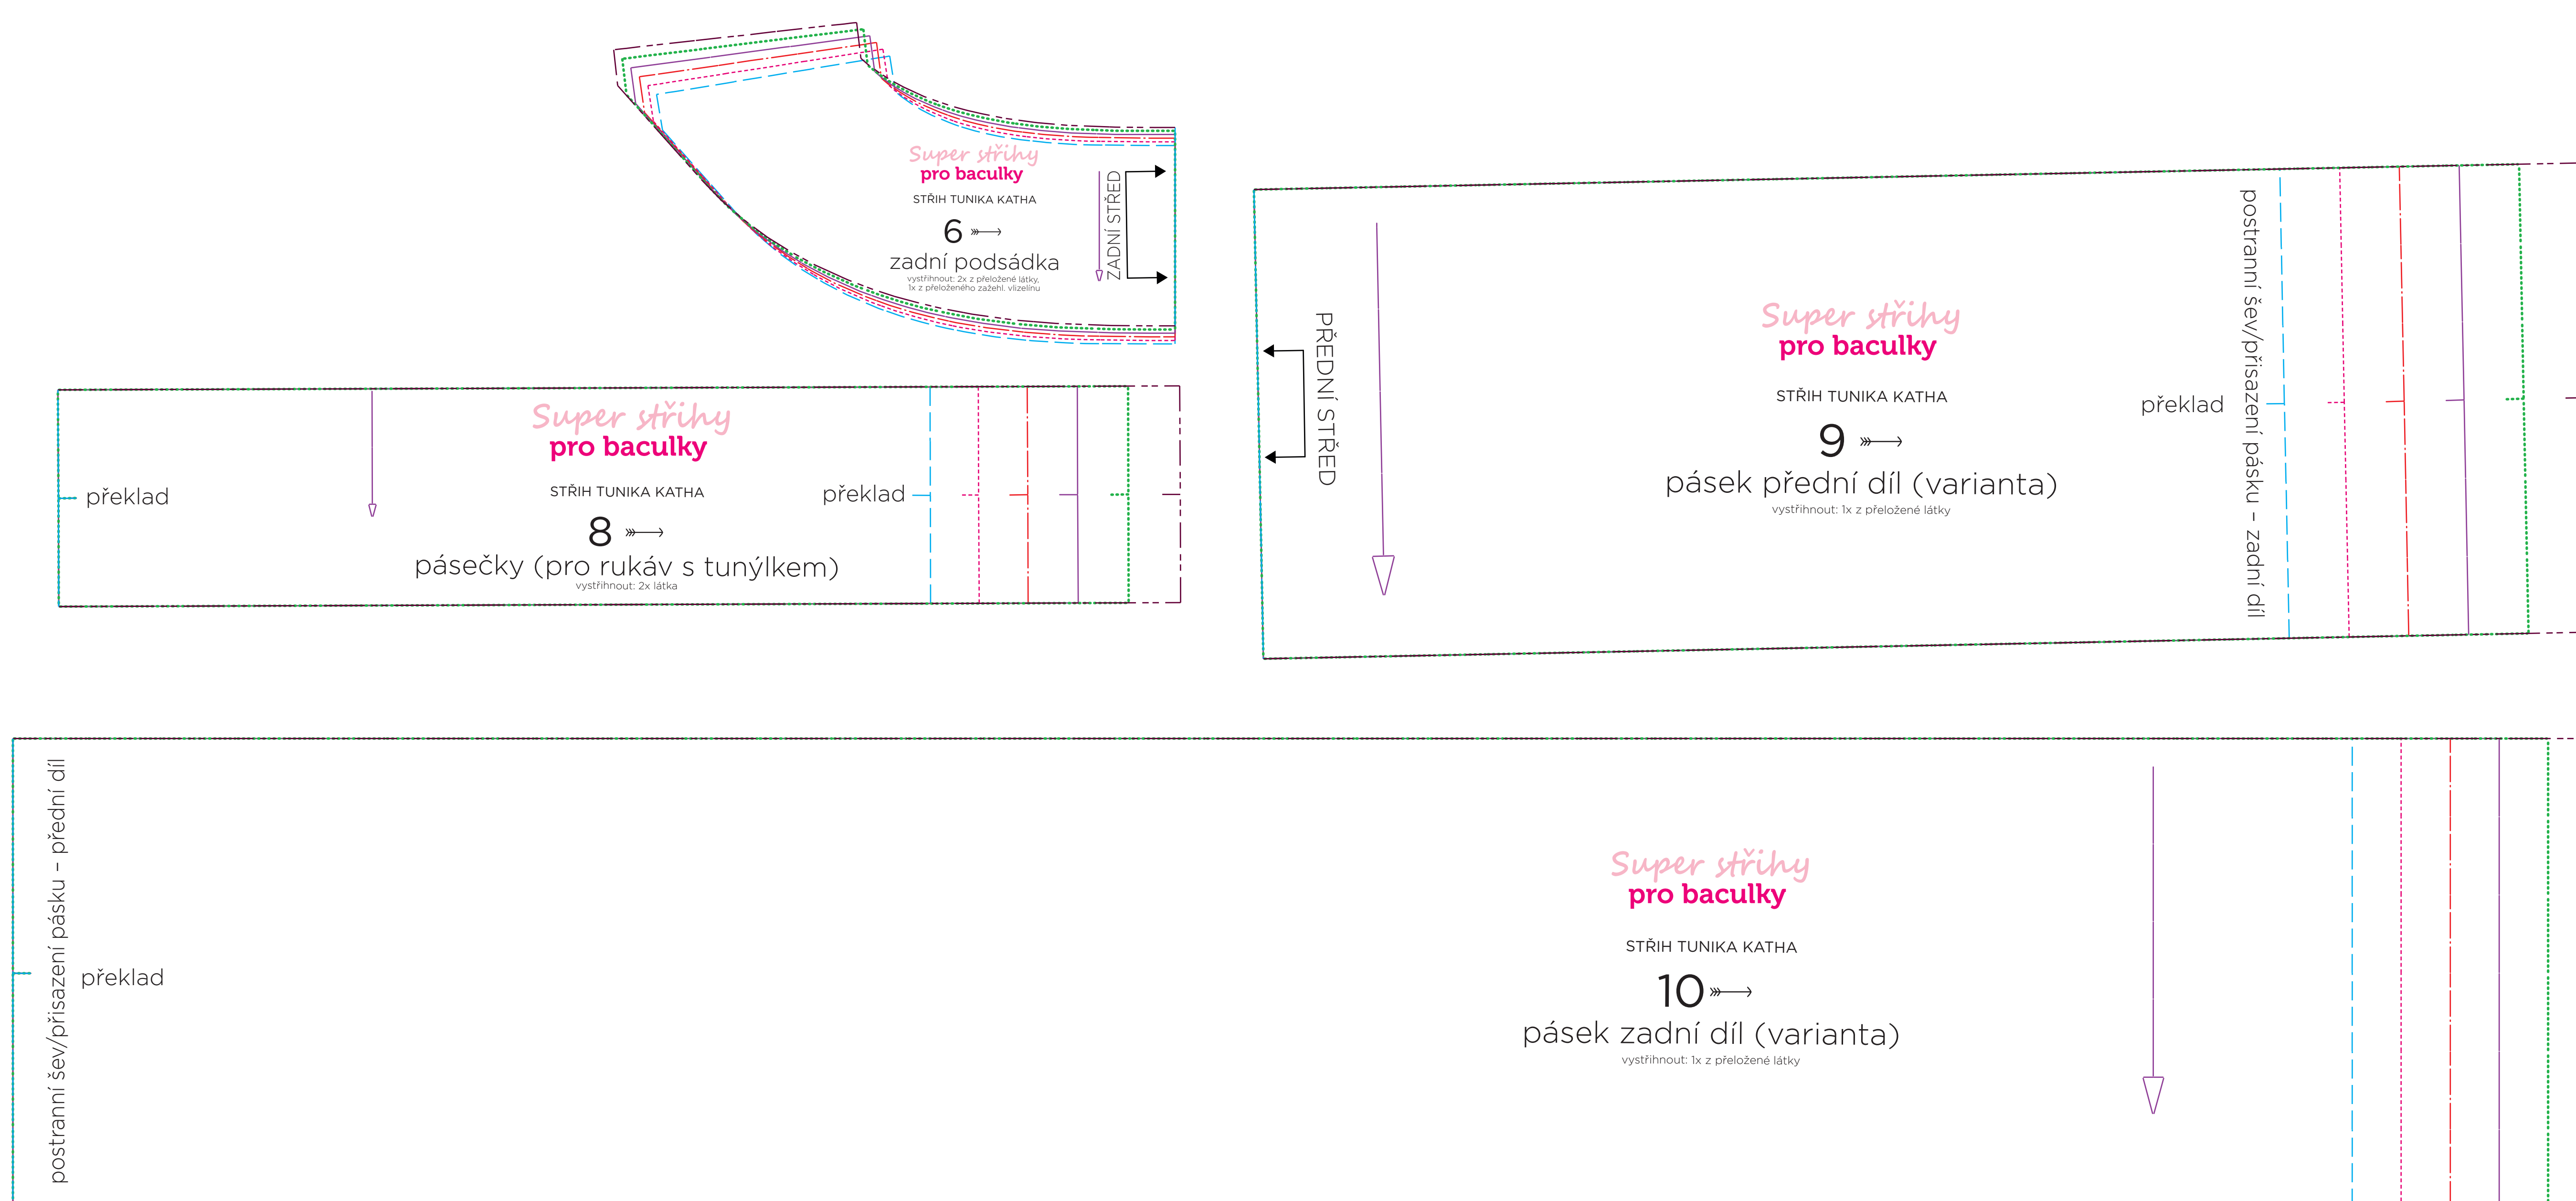 Super střihy
pro baculky
STŘIH TUNIKA KATHA
6
zadní podsádka
vystřihnout: 2x z přeložené látky,
1x z přeloženého zažehl. vlizelínu
ZADNÍ STŘED
překlad
Super střihy
pro baculky
STŘIH TUNIKA KATHA
8
pásečky (pro rukáv s tunýlkem)
vystřihnout: 2x látka
překlad
PŘEDNÍ STŘED
Super střihy
pro baculky
STŘIH TUNIKA KATHA
9
pásek přední díl (varianta)
vystřihnout: 1x z přeložené látky
překlad
postranní šev/přisazení pásku – zadní díl
postranní šev/přisazení pásku – přední díl
překlad
Super střihy
pro baculky
STŘIH TUNIKA KATHA
10
pásek zadní díl (varianta)
vystřihnout: 1x z přeložené látky